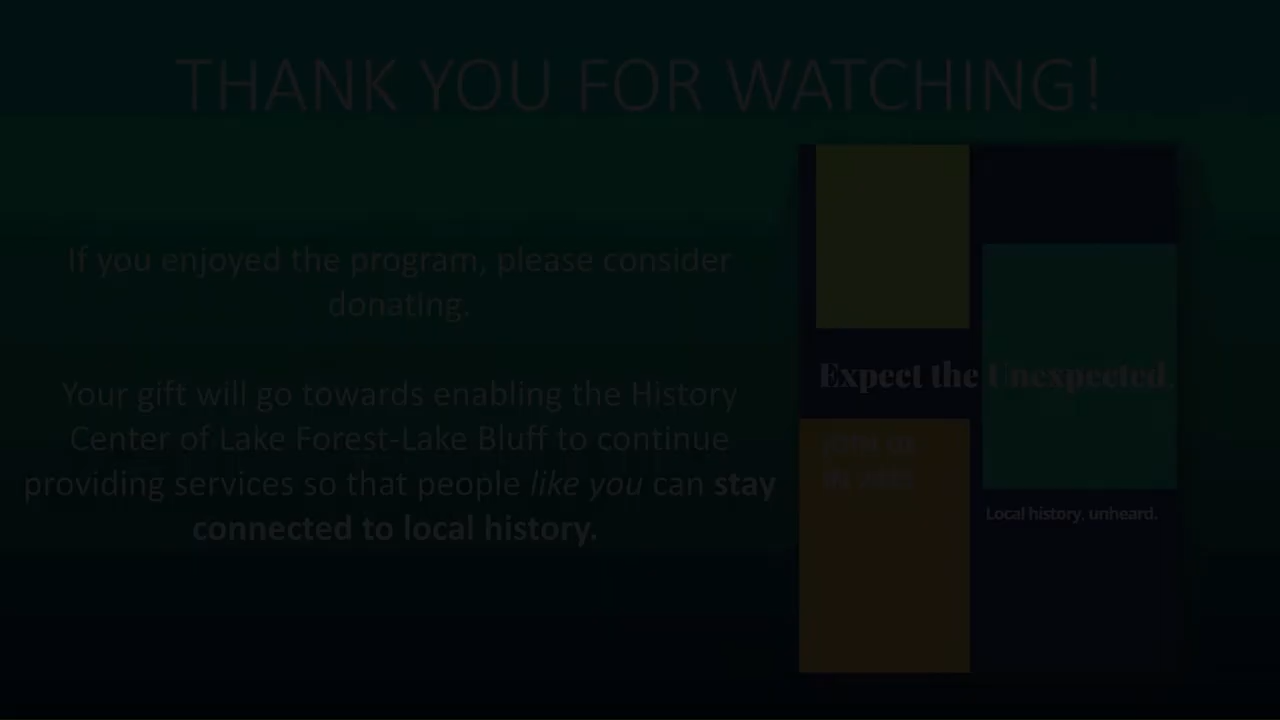 THANK YOU FOR WATCHING!
If you enjoyed the program, please consider
donating.
Your gift will go towards enabling the History
Center of Lake Forest-Lake Bluff to continue
providing services so that people like you can stay
connected to local history.
Expect the Unexpected.
Local history, unheard.